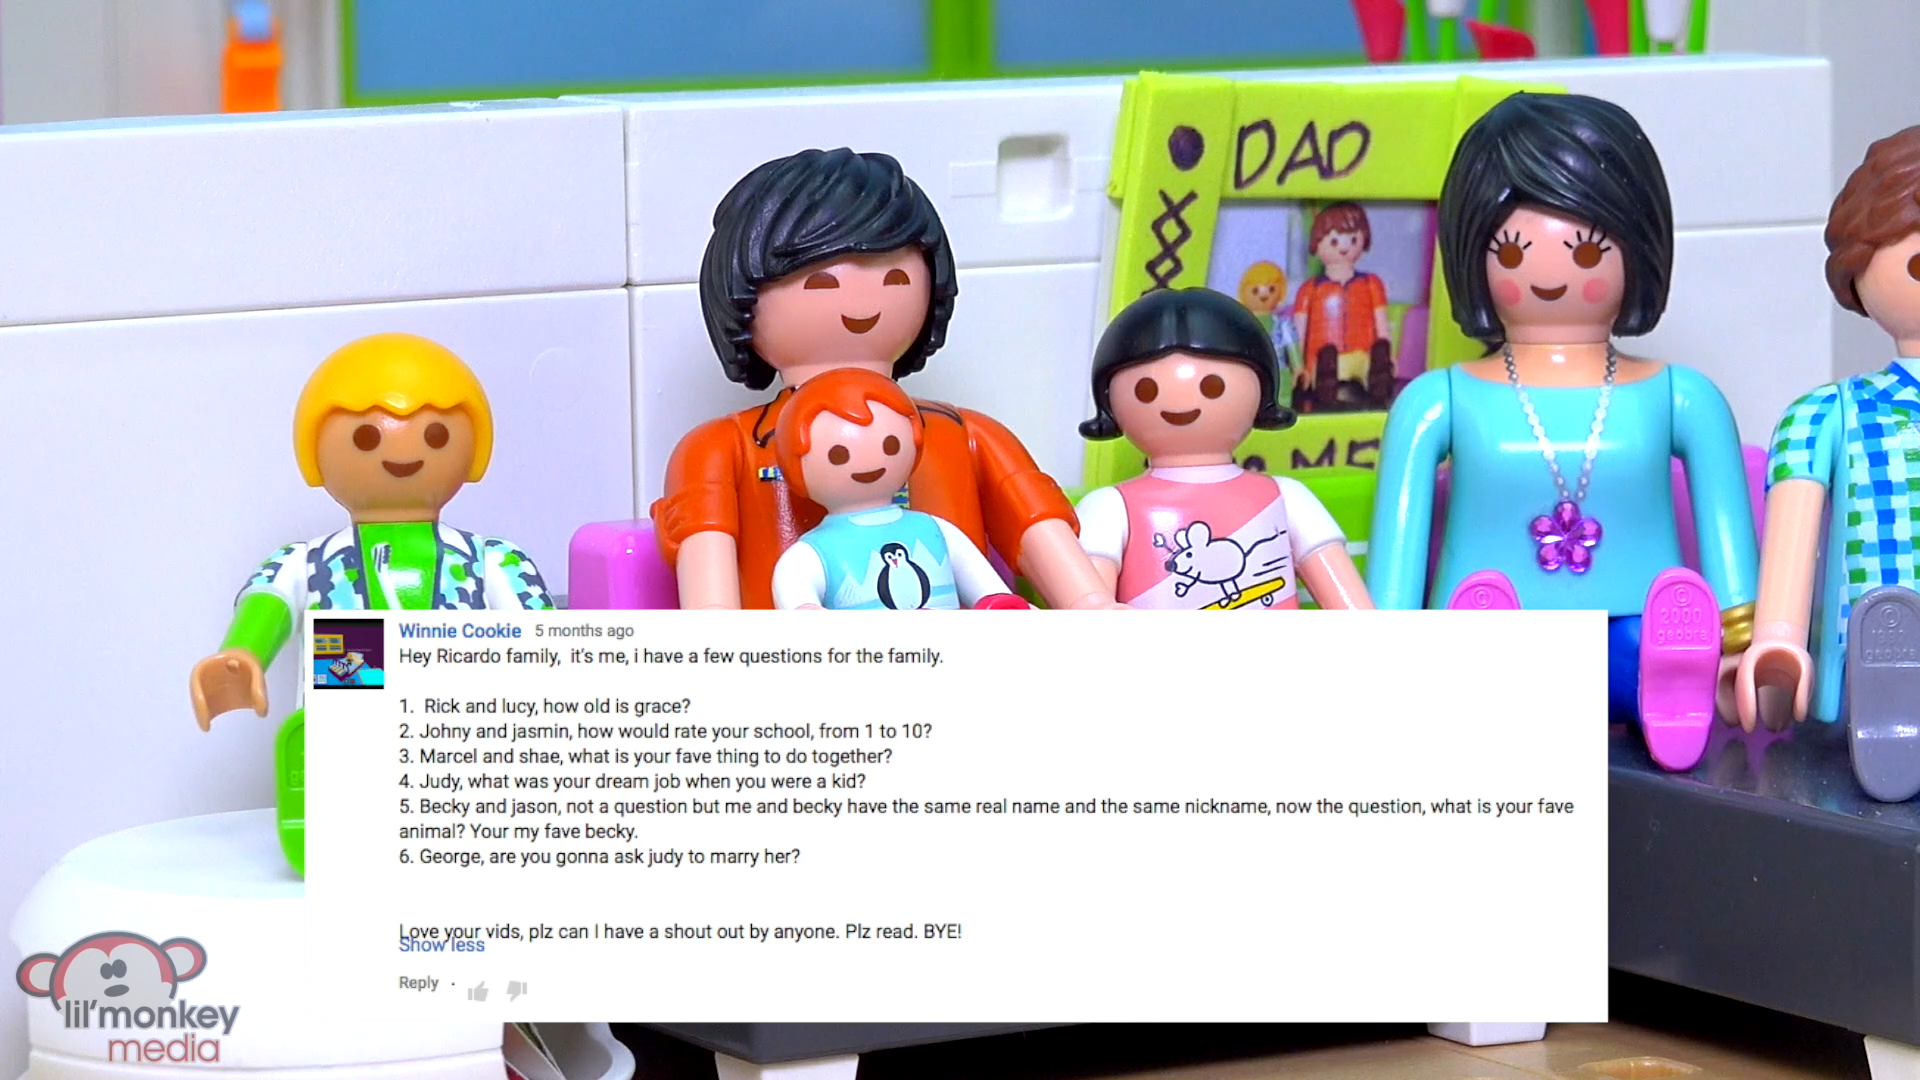 DAD
& ME
© 2000 geobra
© 1990 geobra
Winnie Cookie 5 months ago
Hey Ricardo family, it's me, i have a few questions for the family.
1. Rick and lucy, how old is grace?
2. Johny and jasmin, how would rate your school, from 1 to 10?
3. Marcel and shae, what is your fave thing to do together?
4. Judy, what was your dream job when you were a kid?
5. Becky and jason, not a question but me and becky have the same real name and the same nickname, now the question, what is your fave
animal? Your my fave becky.
6. George, are you gonna ask judy to marry her?
Love your vids, plz can I have a shout out by anyone. Plz read. BYE!
Show less
Reply ·
lil'monkey
media